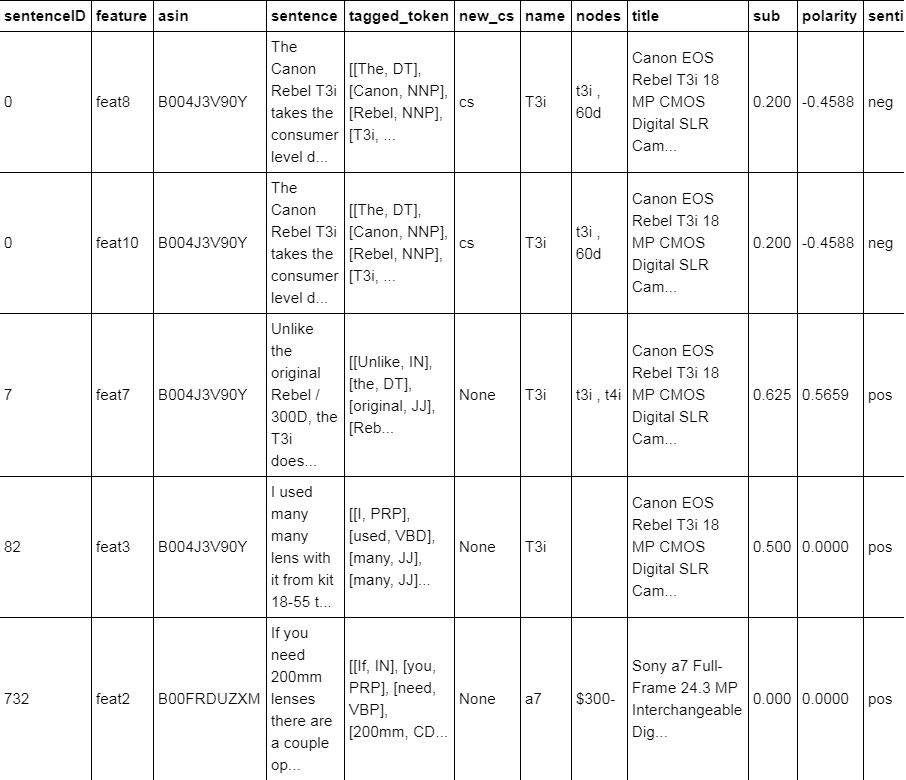 sentenceID feature asin sentence tagged_token new_cs name nodes title sub polarity senti
The
Canon
Rebel T3i
takes the
consumer
level d...
0 feat8 B004J3V90Y
[[The, DT],
[Canon, NNP],
[Rebel, NNP],
[T3i, ...
cs T3i
t3i ,
60d
Canon EOS
Rebel T3i 18
MP CMOS
Digital SLR
Cam...
0.200 -0.4588 neg
0 feat10 B004J3V90Y
The
Canon
Rebel T3i
takes the
consumer
level d...
[[The, DT],
[Canon, NNP],
[Rebel, NNP],
[T3i, ...
cs T3i
t3i ,
60d
Canon EOS
Rebel T3i 18
MP CMOS
Digital SLR
Cam...
0.200 -0.4588 neg
7 feat7 B004J3V90Y
Unlike
the
original
Rebel /
300D, the
T3i
does...
[[Unlike, IN],
[the, DT],
[original, JJ],
[Reb...
None T3i t3i , t4i
Canon EOS
Rebel T3i 18
MP CMOS
Digital SLR
Cam...
0.625 0.5659 pos
82 feat3 B004J3V90Y
I used
many
many
lens with
it from kit
18-55 t...
[[I, PRP],
[used, VBD],
[many, JJ],
[many, JJ]...
None T3i
Canon EOS
Rebel T3i 18
MP CMOS
Digital SLR
Cam...
0.500 0.0000 pos
732 feat2 B00FRDUZXM
If you
need
200mm
lenses
there are
a couple
op...
[[If, IN], [you,
PRP], [need,
VBP],
[200mm, CD...
None a7 $300-
Sony a7 Full-
Frame 24.3 MP
Interchangeable
Dig...
0.000 0.0000 pos